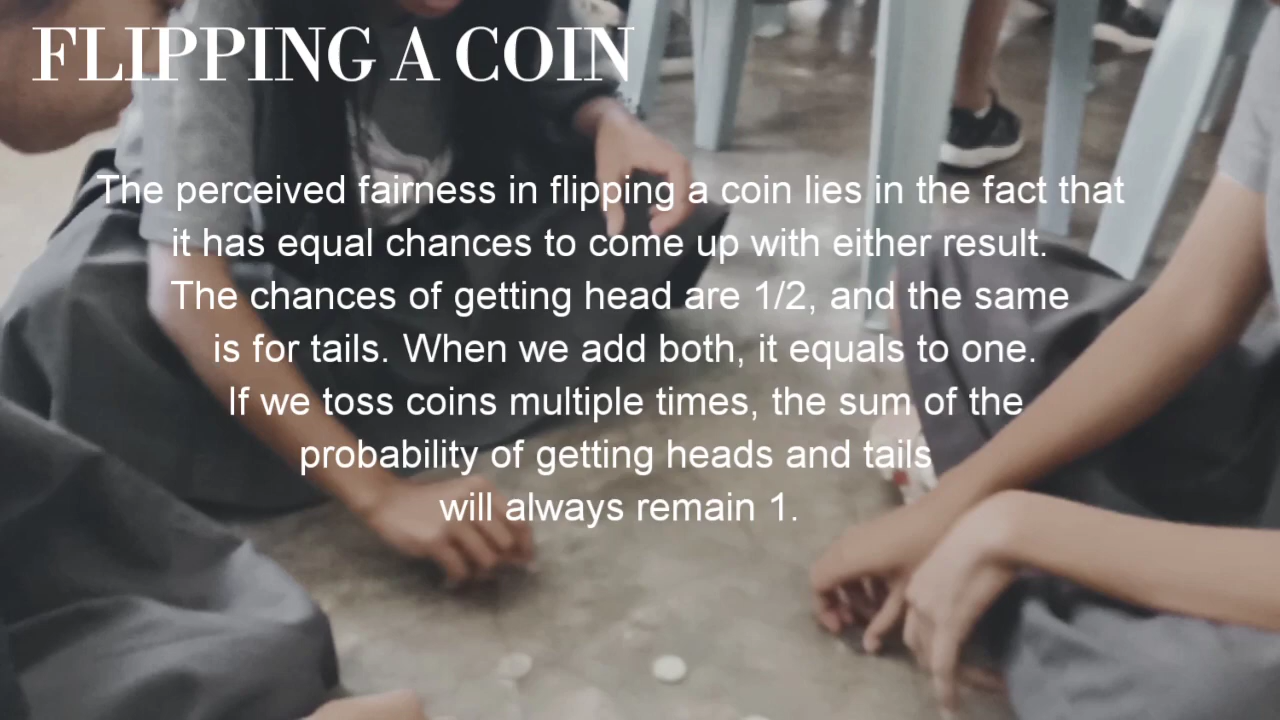 FLIPPING A COIN
The perceived fairness in flipping a coin lies in the fact that
it has equal chances to come up with either result.
The chances of getting head are 1/2, and the same
is for tails. When we add both, it equals to one.
If we toss coins multiple times, the sum of the
probability of getting heads and tails
will always remain 1.